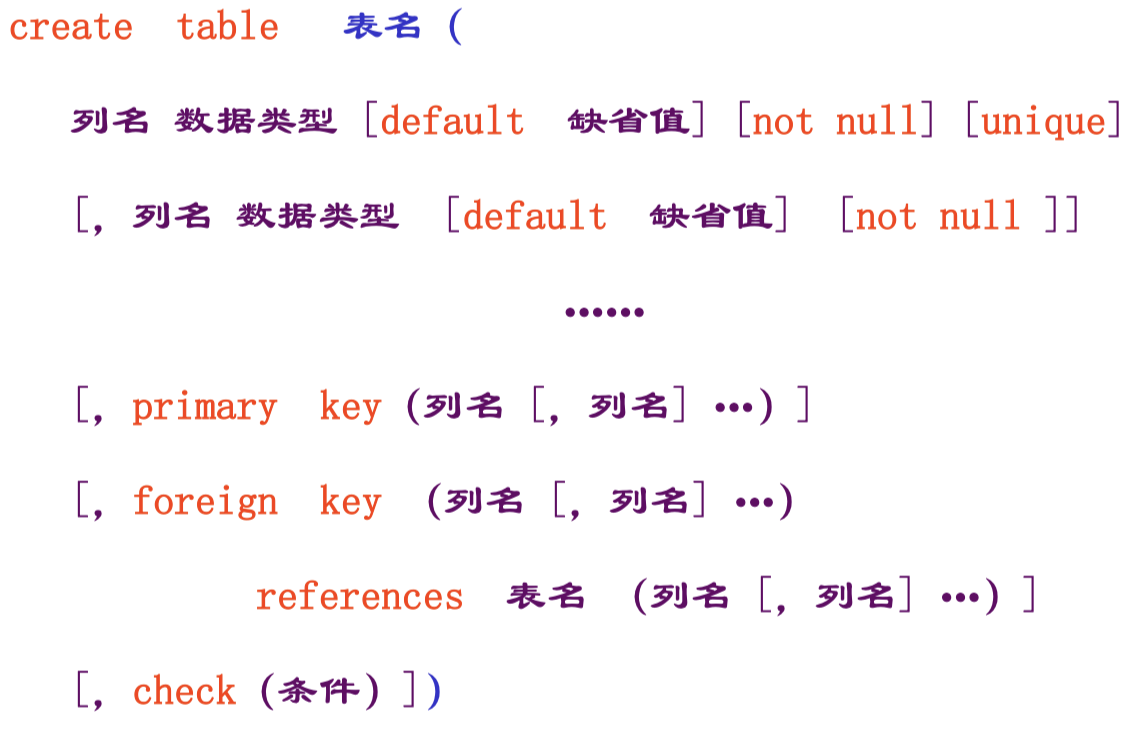 create table 表名 (
列名 数据类型 [default 缺省值] [not null] [unique]
[, 列名 数据类型 [default 缺省值] [not null ]]
••••••
[, primary key (列名 [, 列名] •••) ]
[, foreign key (列名 [, 列名] •••)
references 表名 (列名 [, 列名] •••) ]
[, check (条件) ])